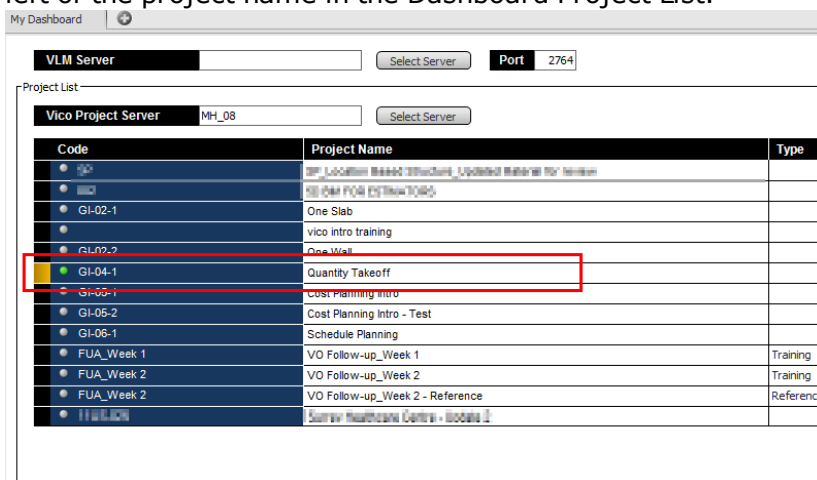 left of the project name in the Dashboard Project List.
My Dashboard
VLM Server Select Server Port 2764
Project List
Vico Project Server MH_08 Select Server
Code Project Name Type
GI-02-1 One Slab
vico intro training
GI-02-2 One Wall
GI-04-1 Quantity Takeoff
GI-05-1 Cost Planning Intro
GI-05-2 Cost Planning Intro - Test
GI-06-1 Schedule Planning
FUA_Week 1 VO Follow-up_Week 1 Training
FUA_Week 2 VO Follow-up_Week 2 Training
FUA_Week 2 VO Follow-up_Week 2 - Reference Referenc